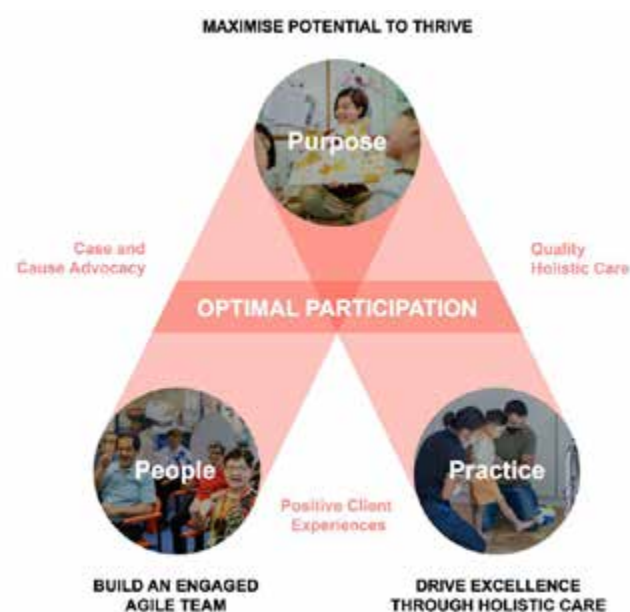 MAXIMISE POTENTIAL TO THRIVE
Purpose
Case and
Cause Advocacy
Quality
Holistic Care
OPTIMAL PARTICIPATION
People
Practice
Positive Client
Experiences
BUILD AN ENGAGED
AGILE TEAM
DRIVE EXCELLENCE
THROUGH HOLISTIC CARE